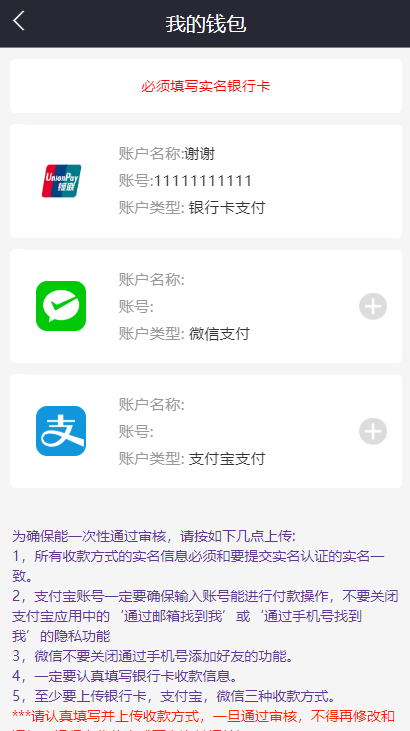 我的钱包
必须填写实名银行卡
账户名称:谢谢
账号:11111111111
账户类型: 银行卡支付
UnionPay
银联
账户名称:
账号:
账户类型: 微信支付
账户名称:
账号:
账户类型: 支付宝支付
支
为确保能一次性通过审核，请按如下几点上传:
1，所有收款方式的实名信息必须和要提交实名认证的实名一
致。
2，支付宝账号一定要确保输入账号能进行付款操作，不要关闭
支付宝应用中的‘通过邮箱找到我’或‘通过手机号找到
我’的隐私功能
3，微信不要关闭通过手机号添加好友的功能。
4，一定要认真填写银行卡收款信息。
5，至少要上传银行卡，支付宝，微信三种收款方式。
***请认真填写并上传收款方式，一旦通过审核，不得再修改和